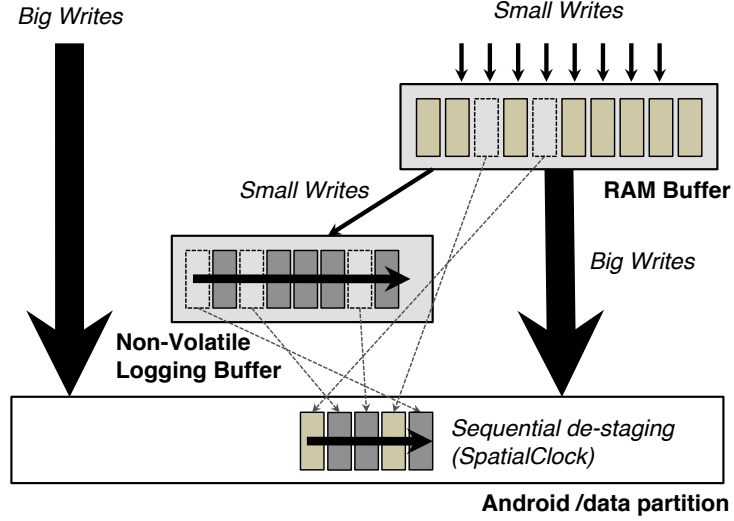 Big Writes
Small Writes
RAM Buffer
Small Writes
Big Writes
Non-Volatile
Logging Buffer
Sequential de-staging
(SpatialClock)
Android /data partition